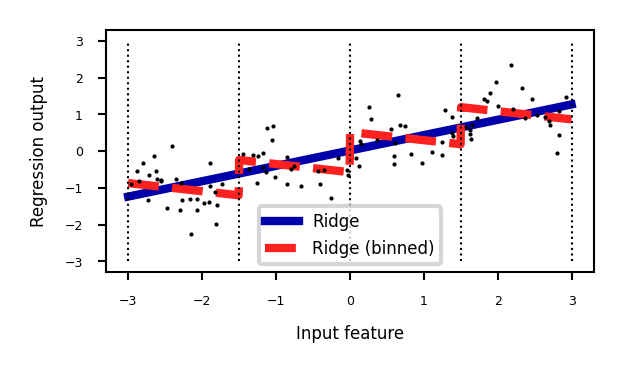 3
2
1
0
−1
−2
−3
Regression output
Ridge
Ridge (binned)
−3 −2 −1 0 1 2 3
Input feature